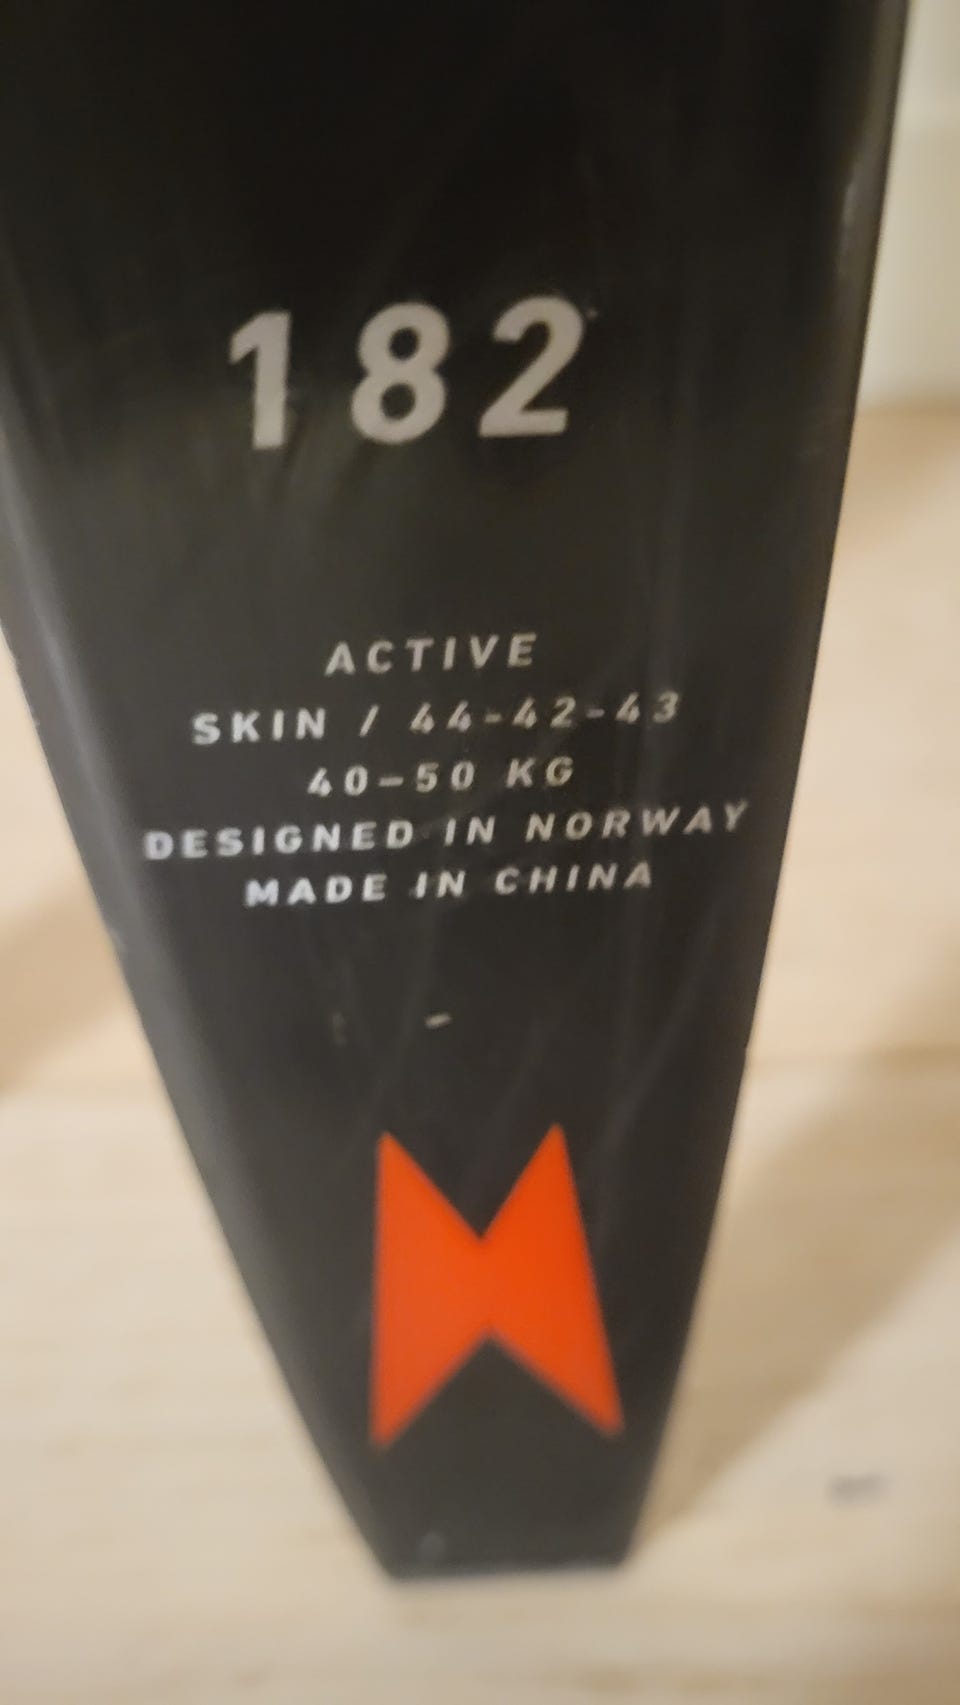 182
ACTIVE
SKIN / 44-42-43
40-50 KG
DESIGNED IN NORWAY
MADE IN CHINA